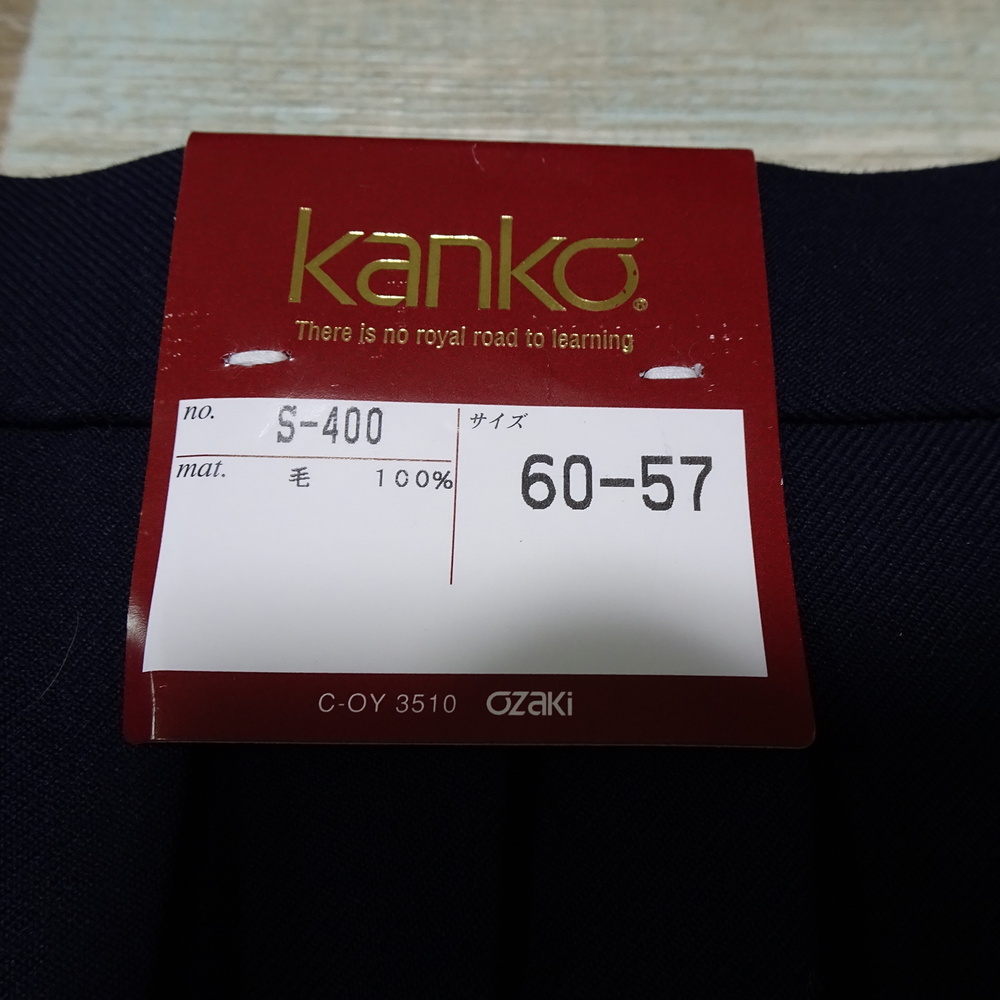 kanko®
There is no royal road to learning
no. S-400
mat. 毛 100%
サイズ
60-57
C-OY 3510 OZAKI